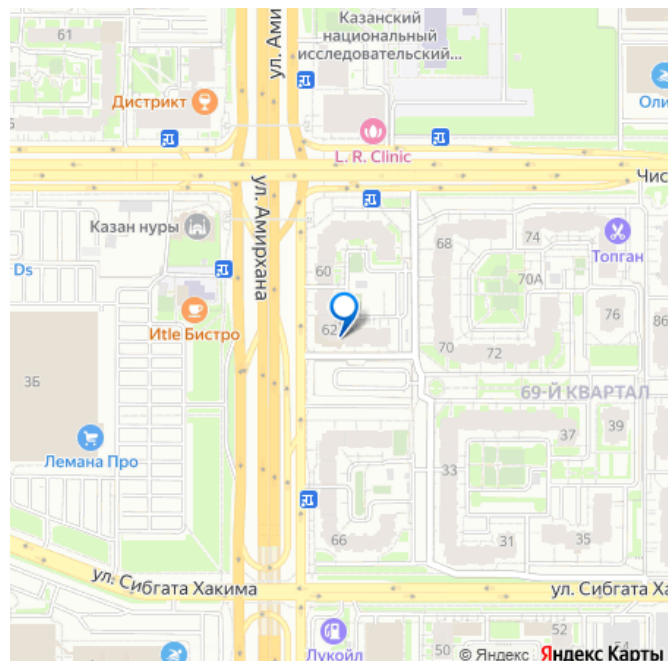 61
ул. Ами
Казанский
национальный
исследовательский...
Дистрикт
Оли
L. R. Clinic
Чис
ул. Амирхана
Казан нуры
68
74
Топган
Ds
60
70А
Itle Бистро
62
76
86
70
72
3Б
69-Й КВАРТАЛ
39
37
Лемана Про
33
35
31
66
ул. Сибгата Хакима
ул. Сибгата Ха
Лукойл
52
50
54
© Яндекс Яндекс Карты